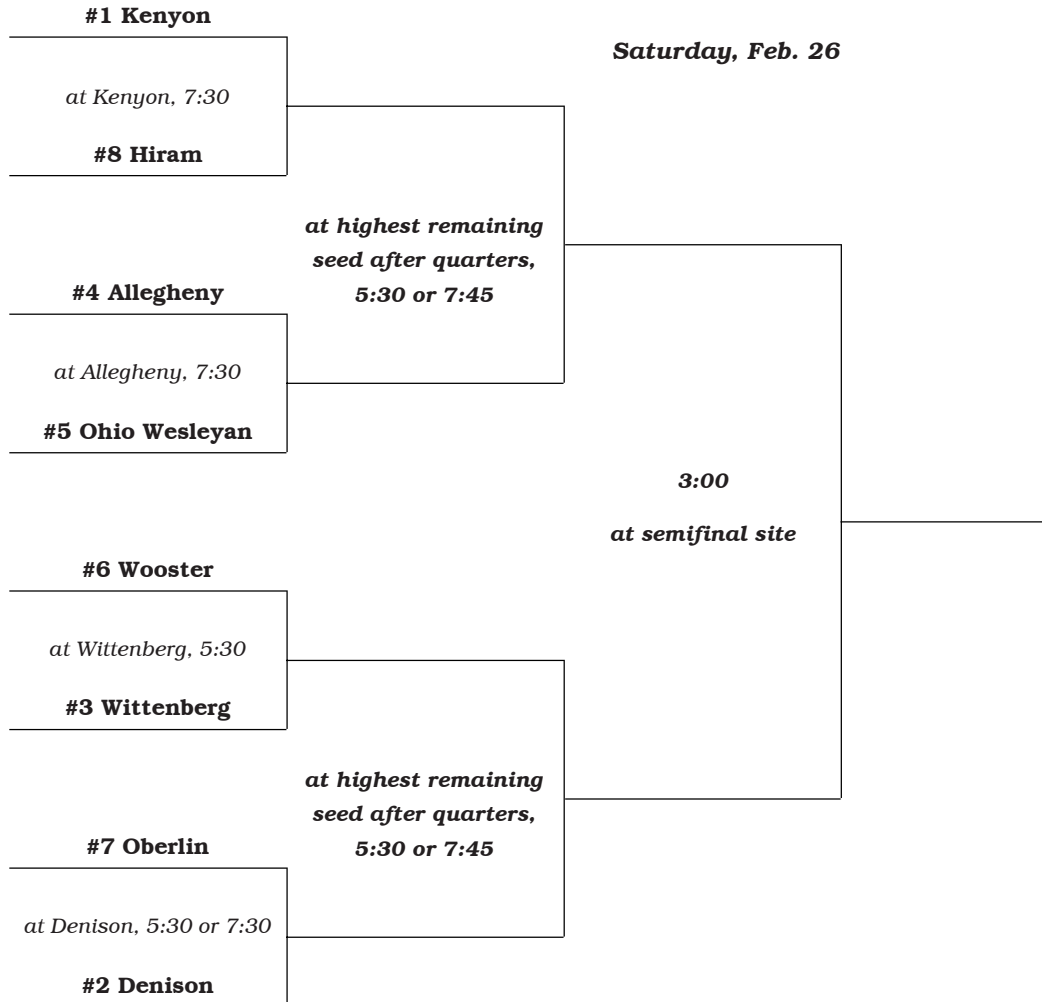 #1 Kenyon
Saturday, Feb. 26
at Kenyon, 7:30
#8 Hiram
at highest remaining
seed after quarters,
5:30 or 7:45
#4 Allegheny
at Allegheny, 7:30
#5 Ohio Wesleyan
3:00
at semifinal site
#6 Wooster
at Wittenberg, 5:30
#3 Wittenberg
at highest remaining
seed after quarters,
5:30 or 7:45
#7 Oberlin
at Denison, 5:30 or 7:30
#2 Denison